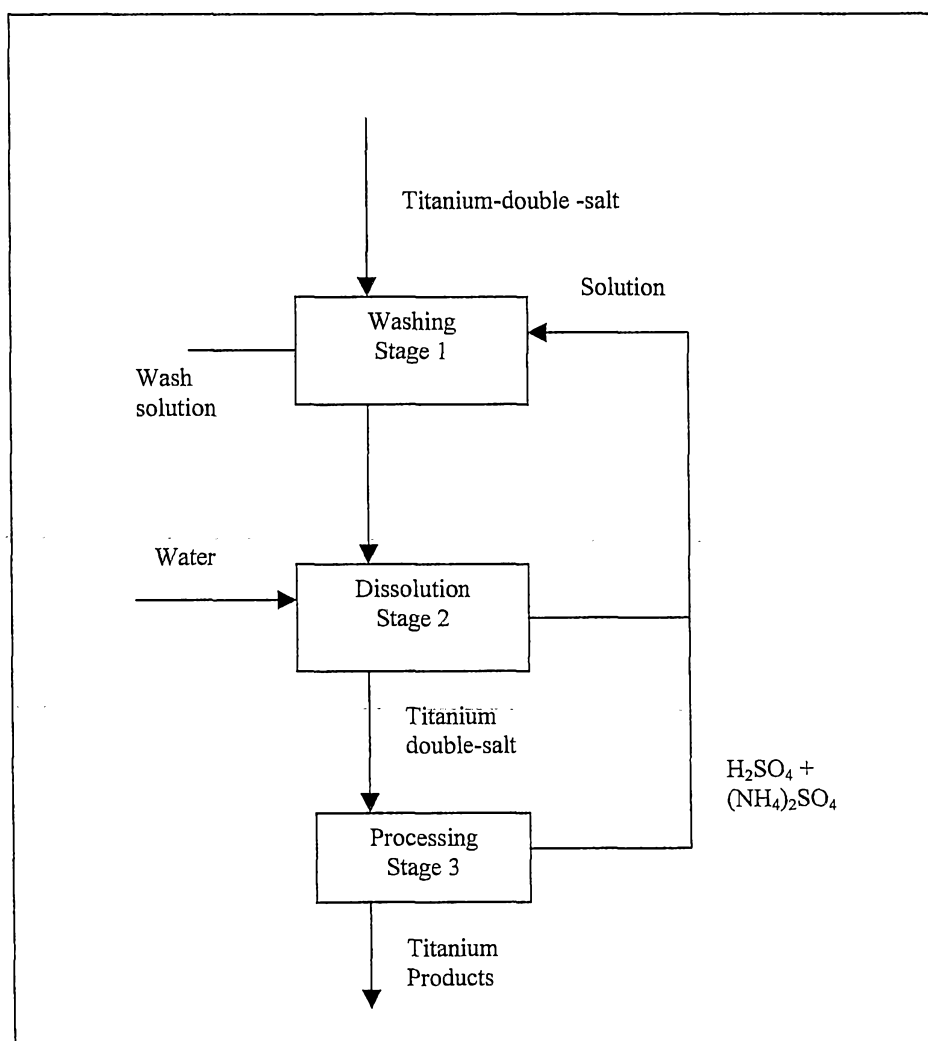 Titanium-double -salt
Solution
Washing
Stage 1
Wash
solution
Water
Dissolution
Stage 2
Titanium
double-salt
H₂SO₄ +
(NH₄)₂SO₄
Processing
Stage 3
Titanium
Products